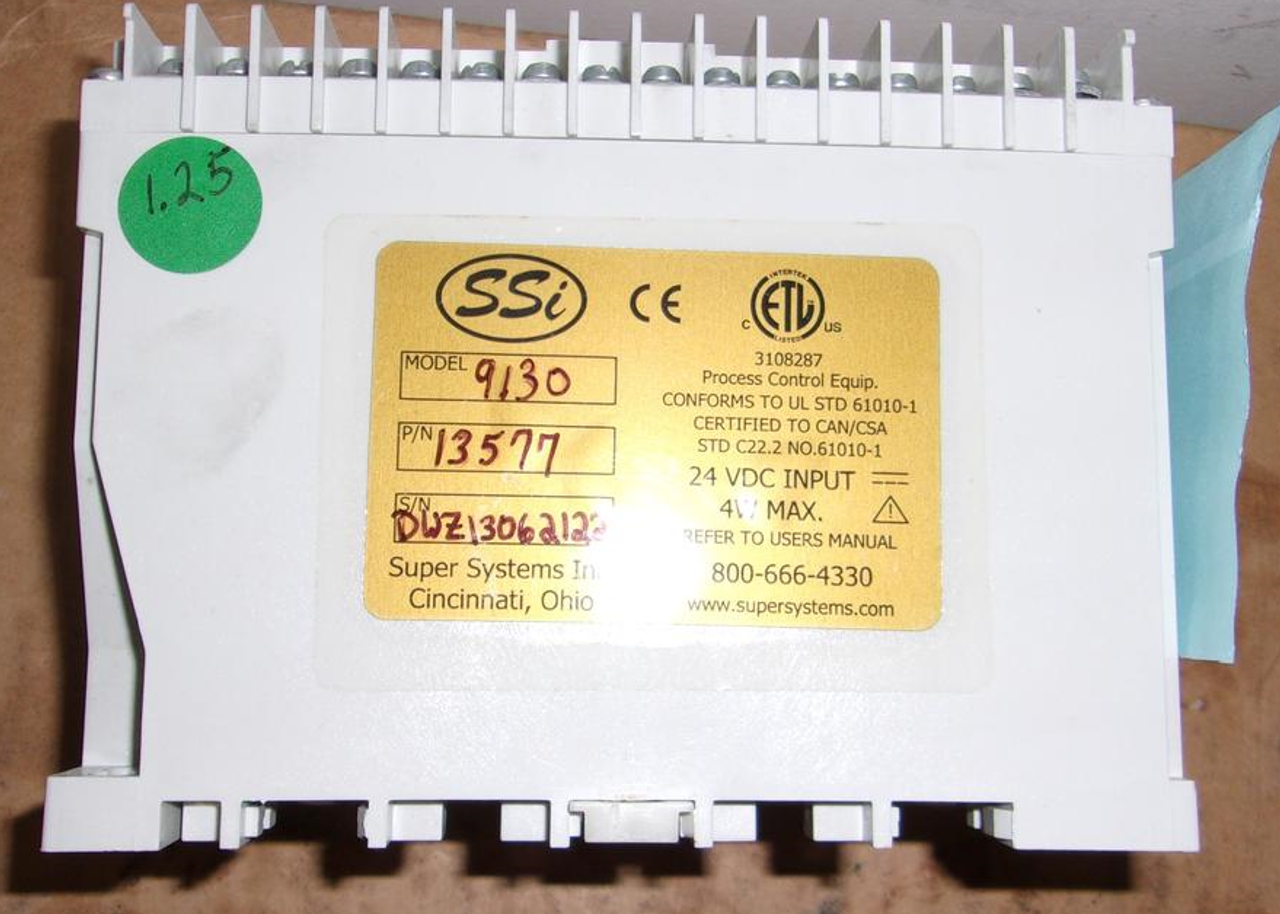 1.25
SSi
CE
INTERTEK
ETL
C US
LISTED
MODEL 9130
3108287
Process Control Equip.
CONFORMS TO UL STD 61010-1
P/N 13577
CERTIFIED TO CAN/CSA
STD C22.2 NO.61010-1
24 VDC INPUT
S/N
4W MAX.
REFER TO USERS MANUAL
Super Systems
800-666-4330
Cincinnati, Ohio
www.supersystems.com